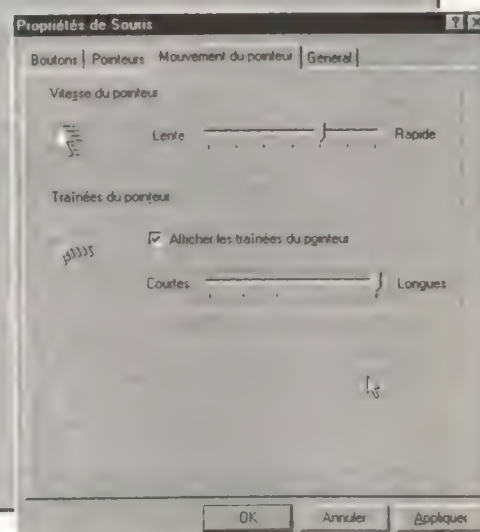 Propriétés de Souris
Boutons Pointeurs Mouvement du pointeur Général
Vitesse du pointeur
Lente Rapide
Traînées du pointeur
Afficher les traînées du pointeur
Courtes Longues
OK Annuler Appliquer